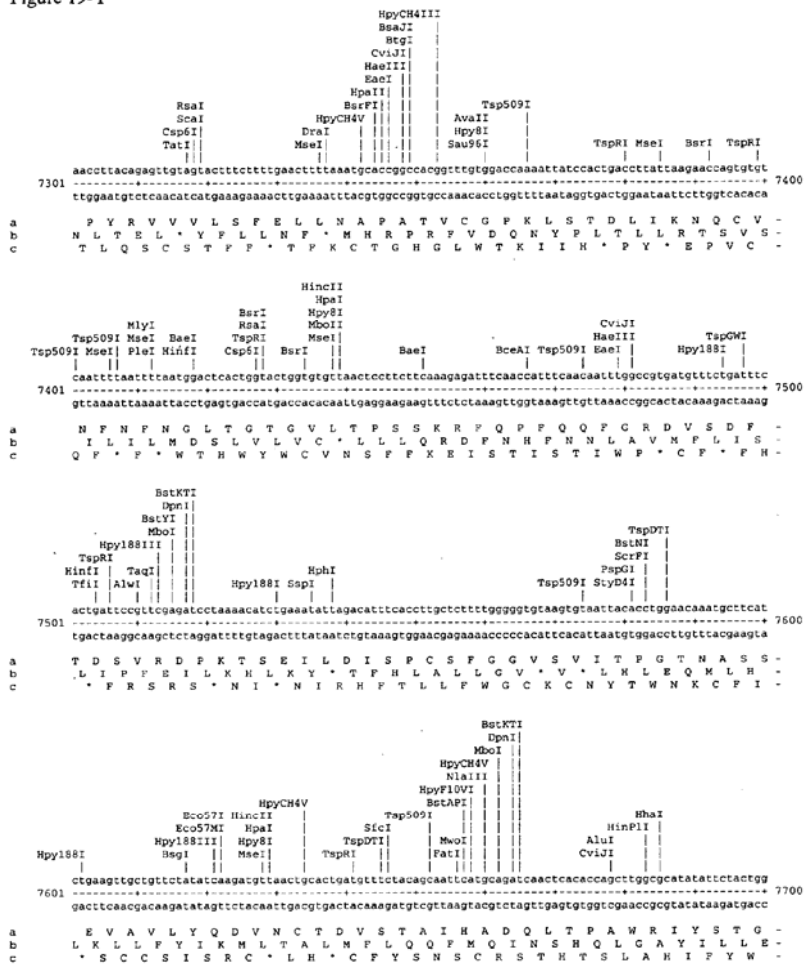 Figure 19-1
HpyCH4III
BsaJI
BtgI
CviJI
HaeIII
EaeI
HpaII
RsaI BsrFI Tsp509I
ScaI HpyCH4V AvaII
Csp6I DraI Hpy8I
TatI MseI Sau96I TspRI MseI BsrI TspRI
aaccttacagagttgtagtactttcttttgaacttttaaatgcaccggccacggtttgtggaccaaaattatccactgaccttattaagaaccagtgtgt
7301 7400
ttggaatgtctcaacatcatgaaagaaaacttgaaaatttacgtggccggtgccaaacacctggttttaataggtgactggaataattcttggtcacaca
a P Y R V V V L S F E L L N A P A T V C G P K L S T D L I K N Q C V -
b N L T E L * Y F L L N F * M H R P R F V D Q N Y P L T L L R T S V S
c T L Q S C S T F F * T F K C T G H G L W T K I I H * P Y * E P V C -
HincII
HpaI
BsrI Hpy8I
MlyI RsaI MboII CviJI
Tsp509I MseI BaeI TspRI MseI HaeIII TspGWI
Tsp509I MseI PleI HinfI Csp6I BsrI BaeI BceAI Tsp509I EaeI Hpy188I
caattttaattttaatggactcactggtactggtgtgttaactccttcttcaaagagatttcaaccatttcaacaatttggccgtgatgtttctgatttc
7401 7500
gttaaaattaaaattacctgagtgaccatgaccacacaattgaggaagaagtttctctaaagttggtaaagttgttaaaccggcactacaaagactaaag
a N F N F N G L T G T G V L T P S S K R F Q P F Q Q F G R D V S D F -
b I L I L M D S L V L V C * L L L Q R D F N H F N N L A V M F L I S
c Q F * F * W T H W Y W C V N S F F K E I S T I S T I W P * C F * F H -
BstKTI
DpnI
BstYI
MboI
Hpy188III TspDTI
TspRI BstNI
HinfI TaqI HphI ScrFI
TfiI AlwI Hpy188I SspI PspGI
Tsp509I StyD4I
actgattccgttcgagatcctaaaacatctgaaatattagacatttcaccttgctcttttgggggtgtaagtgtaattacacctggaacaaatgcttcat
7501 7600
tgactaaggcaagctctaggattttgtagactttataatctgtaaagtggaacgagaaaacccccacattcacattaatgtggaccttgtttacgaagta
a T D S V R D P K T S E I L D I S P C S F G G V S V I T P G T N A S S -
b L I P F E I L K H L K Y * T F H L A L L G V * V * L H L E Q M L H -
c * F R S R S * N I * N I R H F T L L F W G C K C N Y T W N K C F I -
BstKTI
DpnI
MboI
HpyCH4V
NlaIII
HpyCH4V HpyF10VI
Eco57I HincII Tsp509I BstAPI HhaI
Eco57MI HpaI SfcI HinP1I
Hpy188III Hpy8I TspDTI MwoI AluI
Hpy188I BsgI MseI TspRI FatI CviJI
ctgaagttgctgttctatatcaagatgttaactgcactgatgtttctacagcaattcatgcagatcaactcacaccagcttggcgcatatattctactgg
7601 7700
gacttcaacgacaagatatagttctacaattgacgtgactacaaagatgtcgttaagtacgtctagttgagtgtggtcgaaccgcgtatataagatgacc
a E V A V L Y Q D V N C T D V S T A I H A D Q L T P A W R I Y S T G -
b L K L L F Y I K M L T A L M F L Q Q F M Q I N S H Q L G A Y I L L E
c * S C C S I S R C * L H * C F Y S N S C R S T H T S L A H I F Y W -